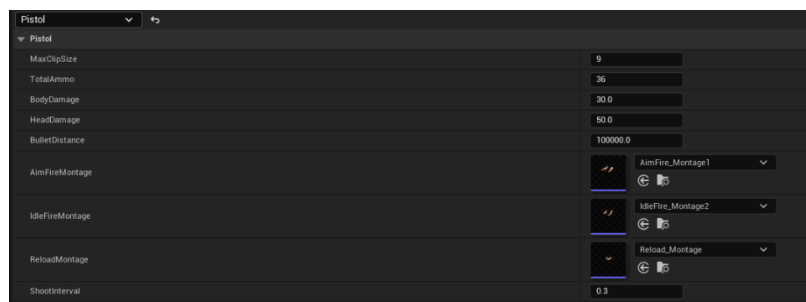 Pistol
Pistol
MaxClipSize 9
TotalAmmo 36
BodyDamage 30.0
HeadDamage 50.0
BulletDistance 100000.0
AimFireMontage AimFire_Montage1
IdleFireMontage IdleFIre_Montage2
ReloadMontage Reload_Montage
ShootInterval 0.3